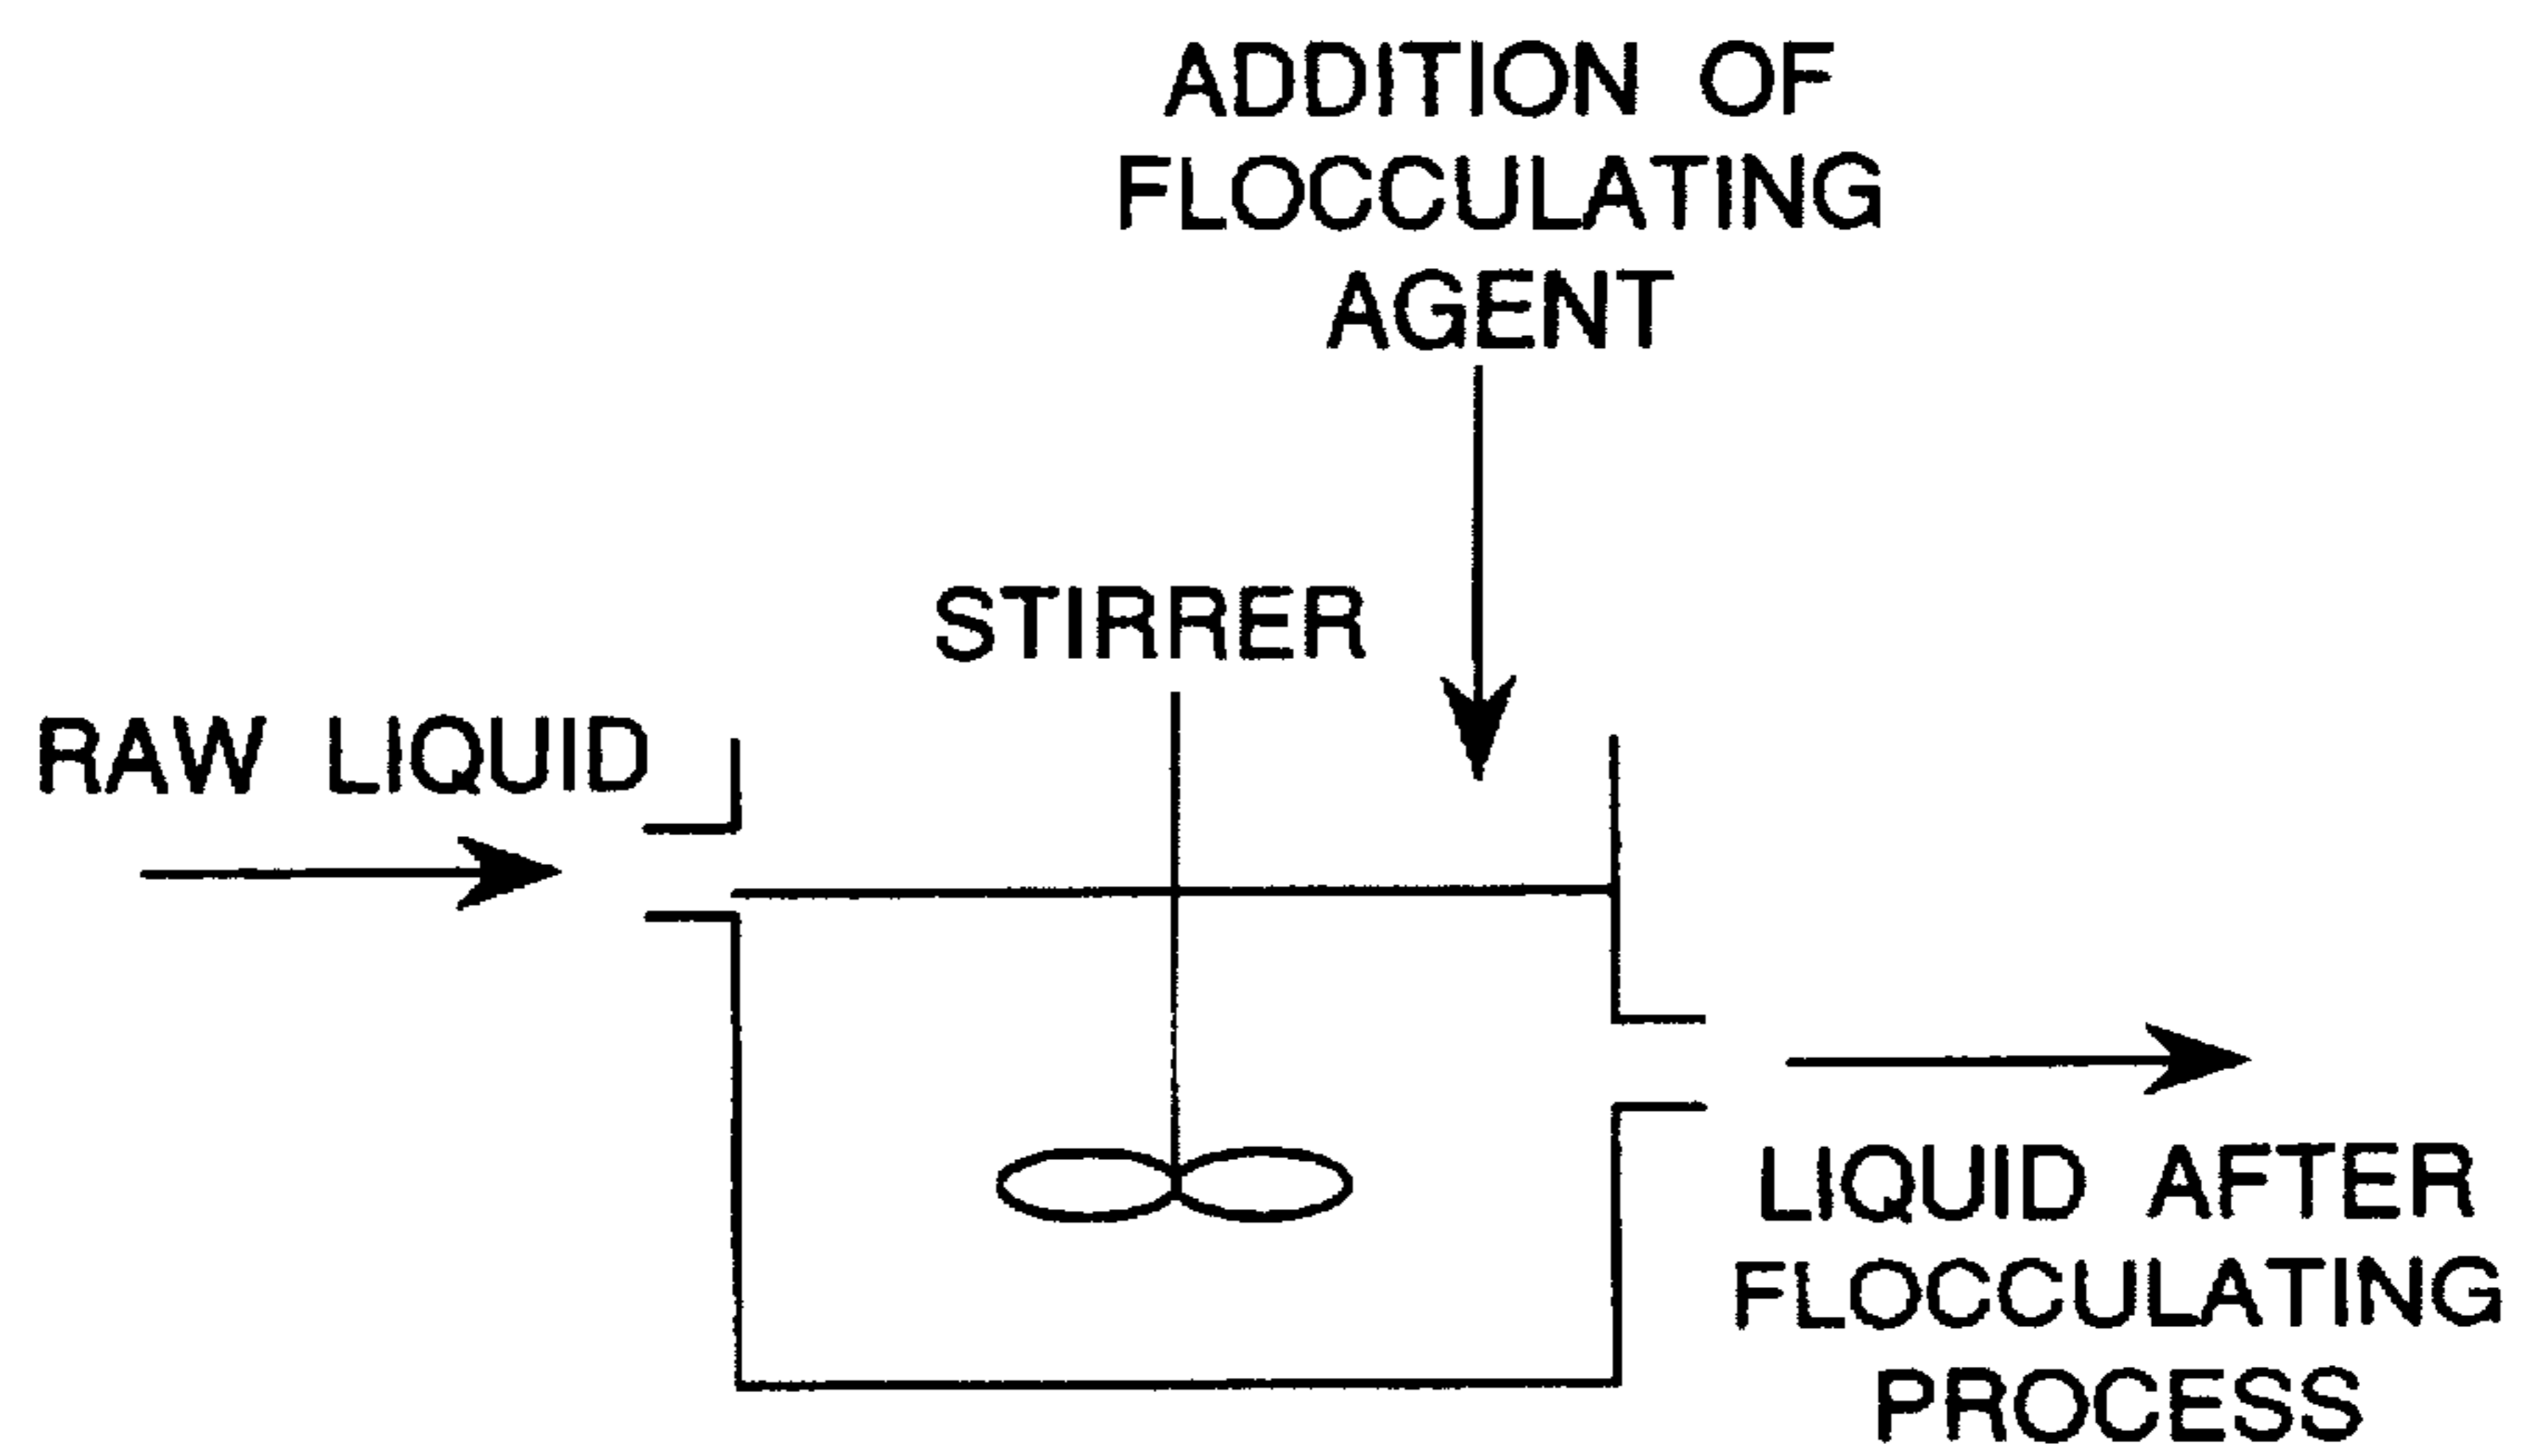 ADDITION OF
FLOCCULATING
AGENT
STIRRER
RAW LIQUID
LIQUID AFTER
FLOCCULATING
PROCESS